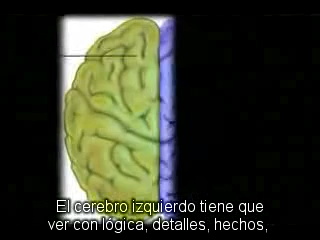 El cerebro izquierdo tiene que
ver con lógica, detalles, hechos,